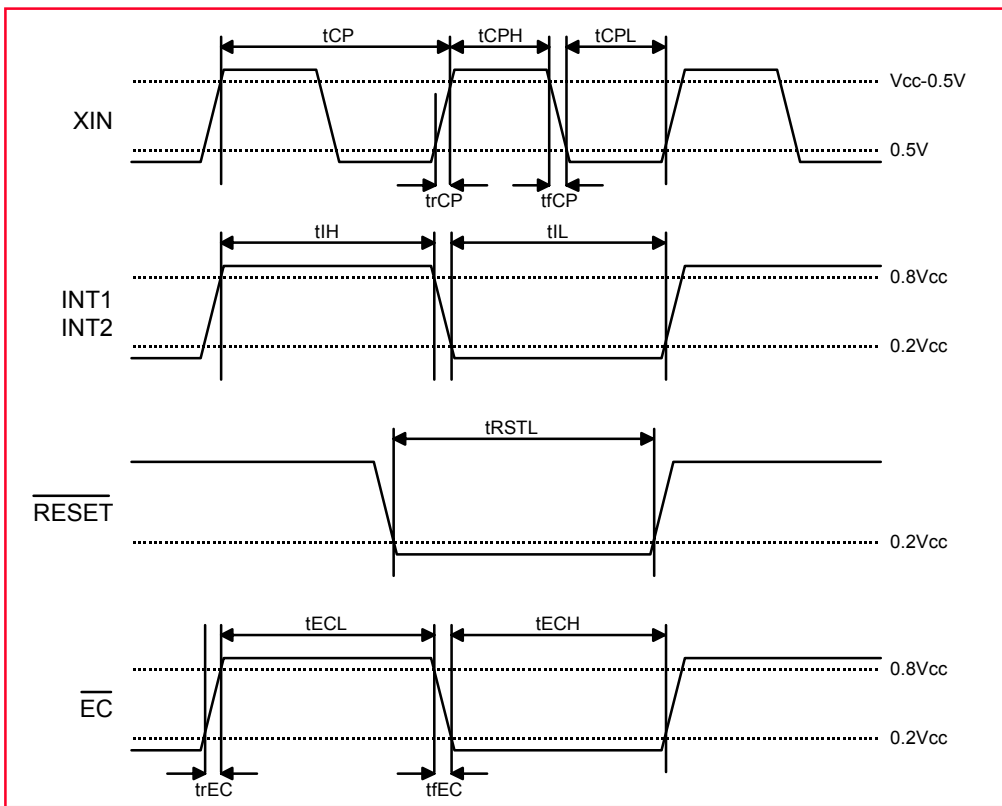 tCP tCPH tCPL
Vcc-0.5V
XIN
0.5V
trCP tfCP
tIH tIL
0.8Vcc
INT1
INT2
0.2Vcc
tRSTL
RESET
0.2Vcc
tECL tECH
0.8Vcc
EC
0.2Vcc
trEC tfEC